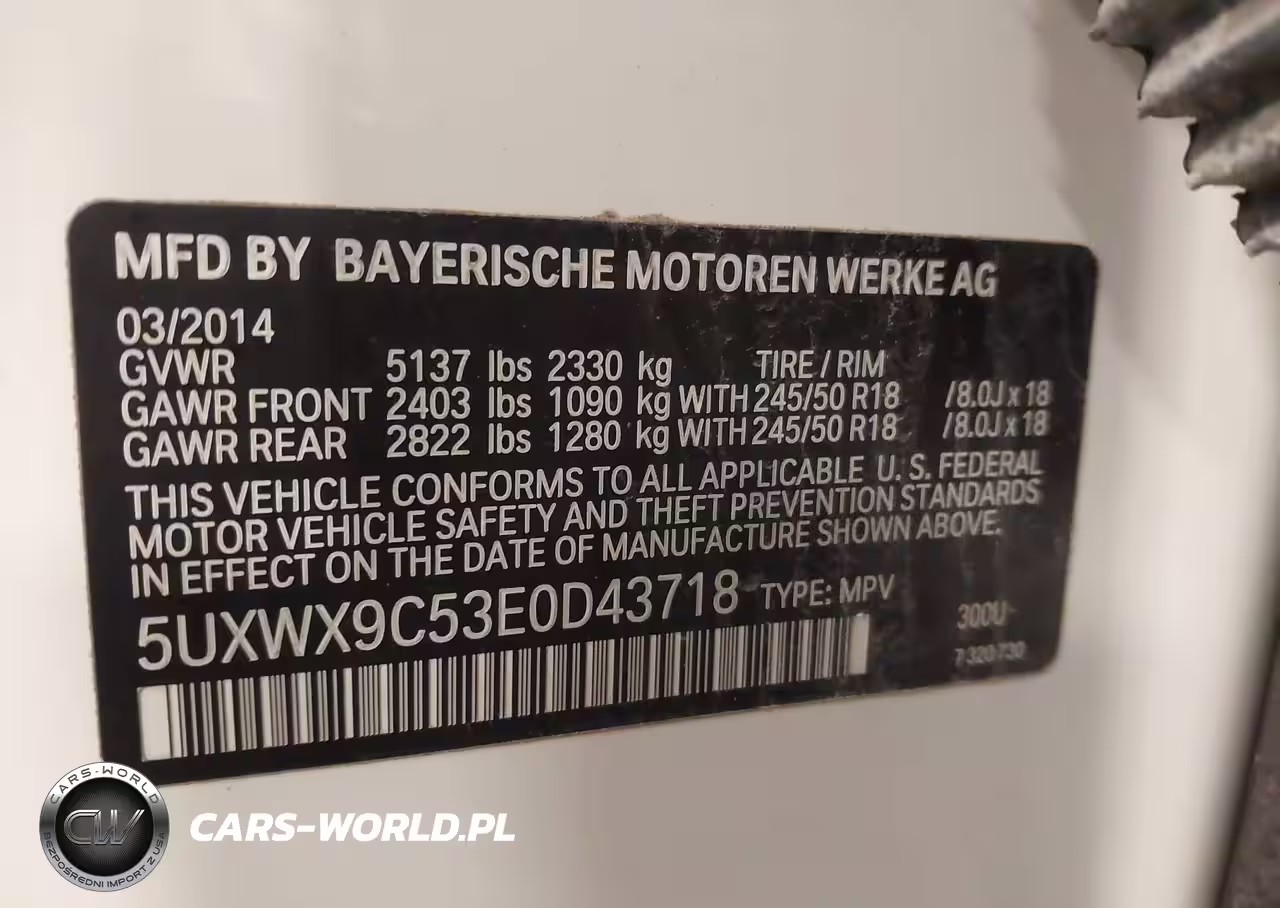 MFD BY BAYERISCHE MOTOREN WERKE AG
03/2014
GVWR 5137 lbs 2330 kg TIRE / RIM
GAWR FRONT 2403 lbs 1090 kg WITH 245/50 R18 /8.0J x 18
GAWR REAR 2822 lbs 1280 kg WITH 245/50 R18 /8.0J x 18
THIS VEHICLE CONFORMS TO ALL APPLICABLE U. S. FEDERAL
MOTOR VEHICLE SAFETY AND THEFT PREVENTION STANDARDS
IN EFFECT ON THE DATE OF MANUFACTURE SHOWN ABOVE.
5UXWX9C53E0D43718 TYPE: MPV
300U
7 320 730
CARS-WORLD
CW
BEZPOŚREDNI IMPORT Z USA
CARS-WORLD.PL